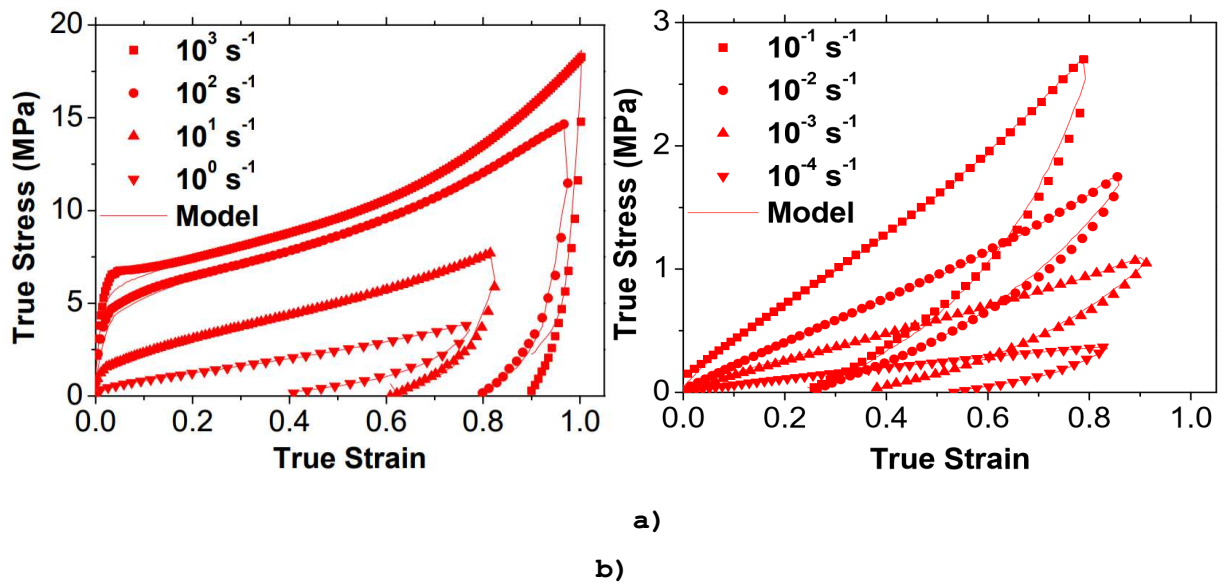 20
15
10
5
0
0.0 0.2 0.4 0.6 0.8 1.0
True Stress (MPa)
True Strain
10³ s⁻¹
10² s⁻¹
10¹ s⁻¹
10⁰ s⁻¹
Model
3
2
1
0
0.0 0.2 0.4 0.6 0.8 1.0
True Stress (MPa)
True Strain
10⁻¹ s⁻¹
10⁻² s⁻¹
10⁻³ s⁻¹
10⁻⁴ s⁻¹
Model
a)
b)